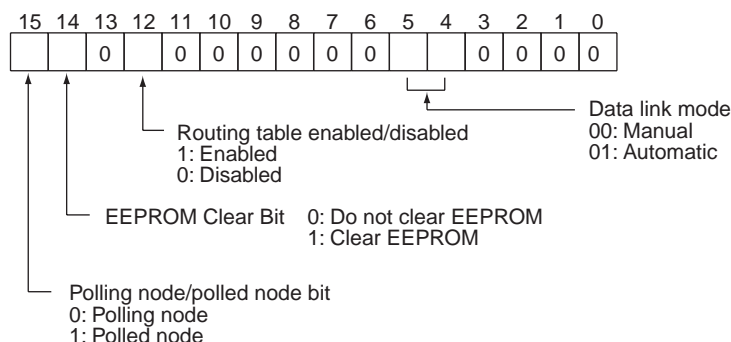 15 14 13 12 11 10 9 8 7 6 5 4 3 2 1 0
0 0 0 0 0 0 0 0 0 0 0
Data link mode
00: Manual
01: Automatic
Routing table enabled/disabled
1: Enabled
0: Disabled
EEPROM Clear Bit 0: Do not clear EEPROM
1: Clear EEPROM
Polling node/polled node bit
0: Polling node
1: Polled node